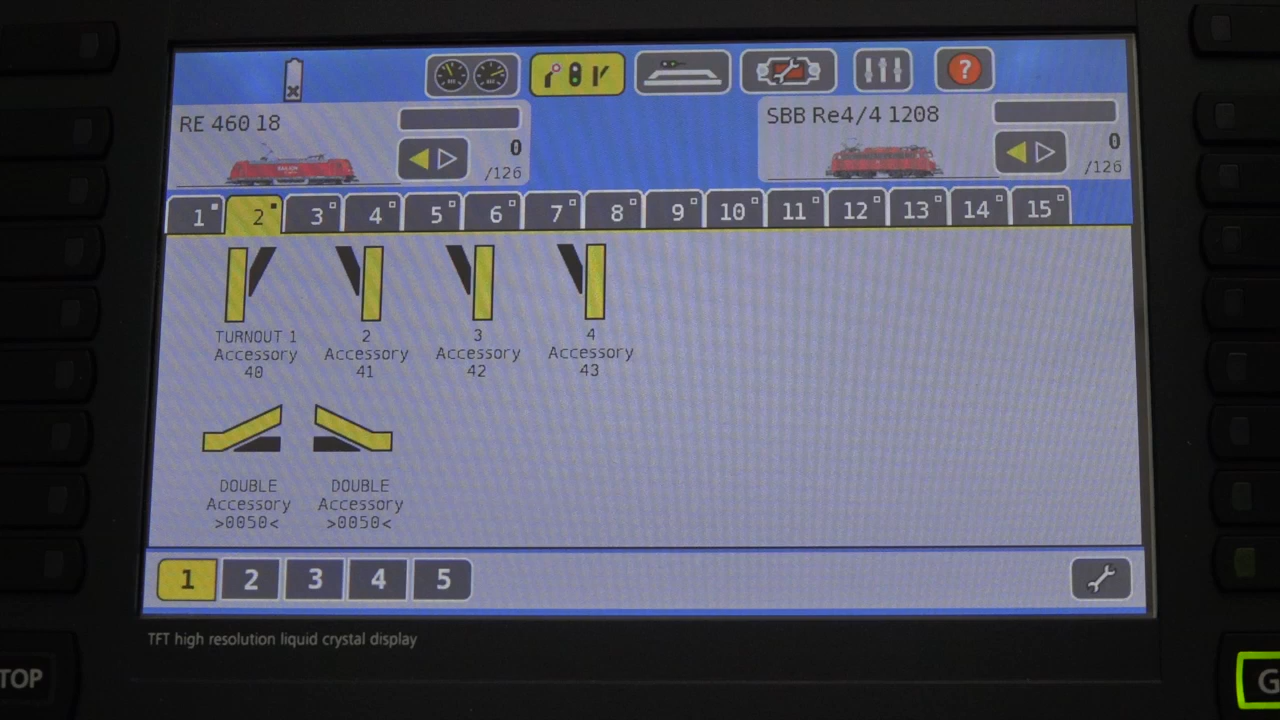 ?
RE 460 18
0
/126
SBB Re4/4 1208
0
/126
1 2 3 4 5 6 7 8 9 10 11 12 13 14 15
TURNOUT 1
Accessory
40
2
Accessory
41
3
Accessory
42
4
Accessory
43
DOUBLE
Accessory
>0050<
DOUBLE
Accessory
>0050<
1 2 3 4 5
TFT high resolution liquid crystal display
TOP
G